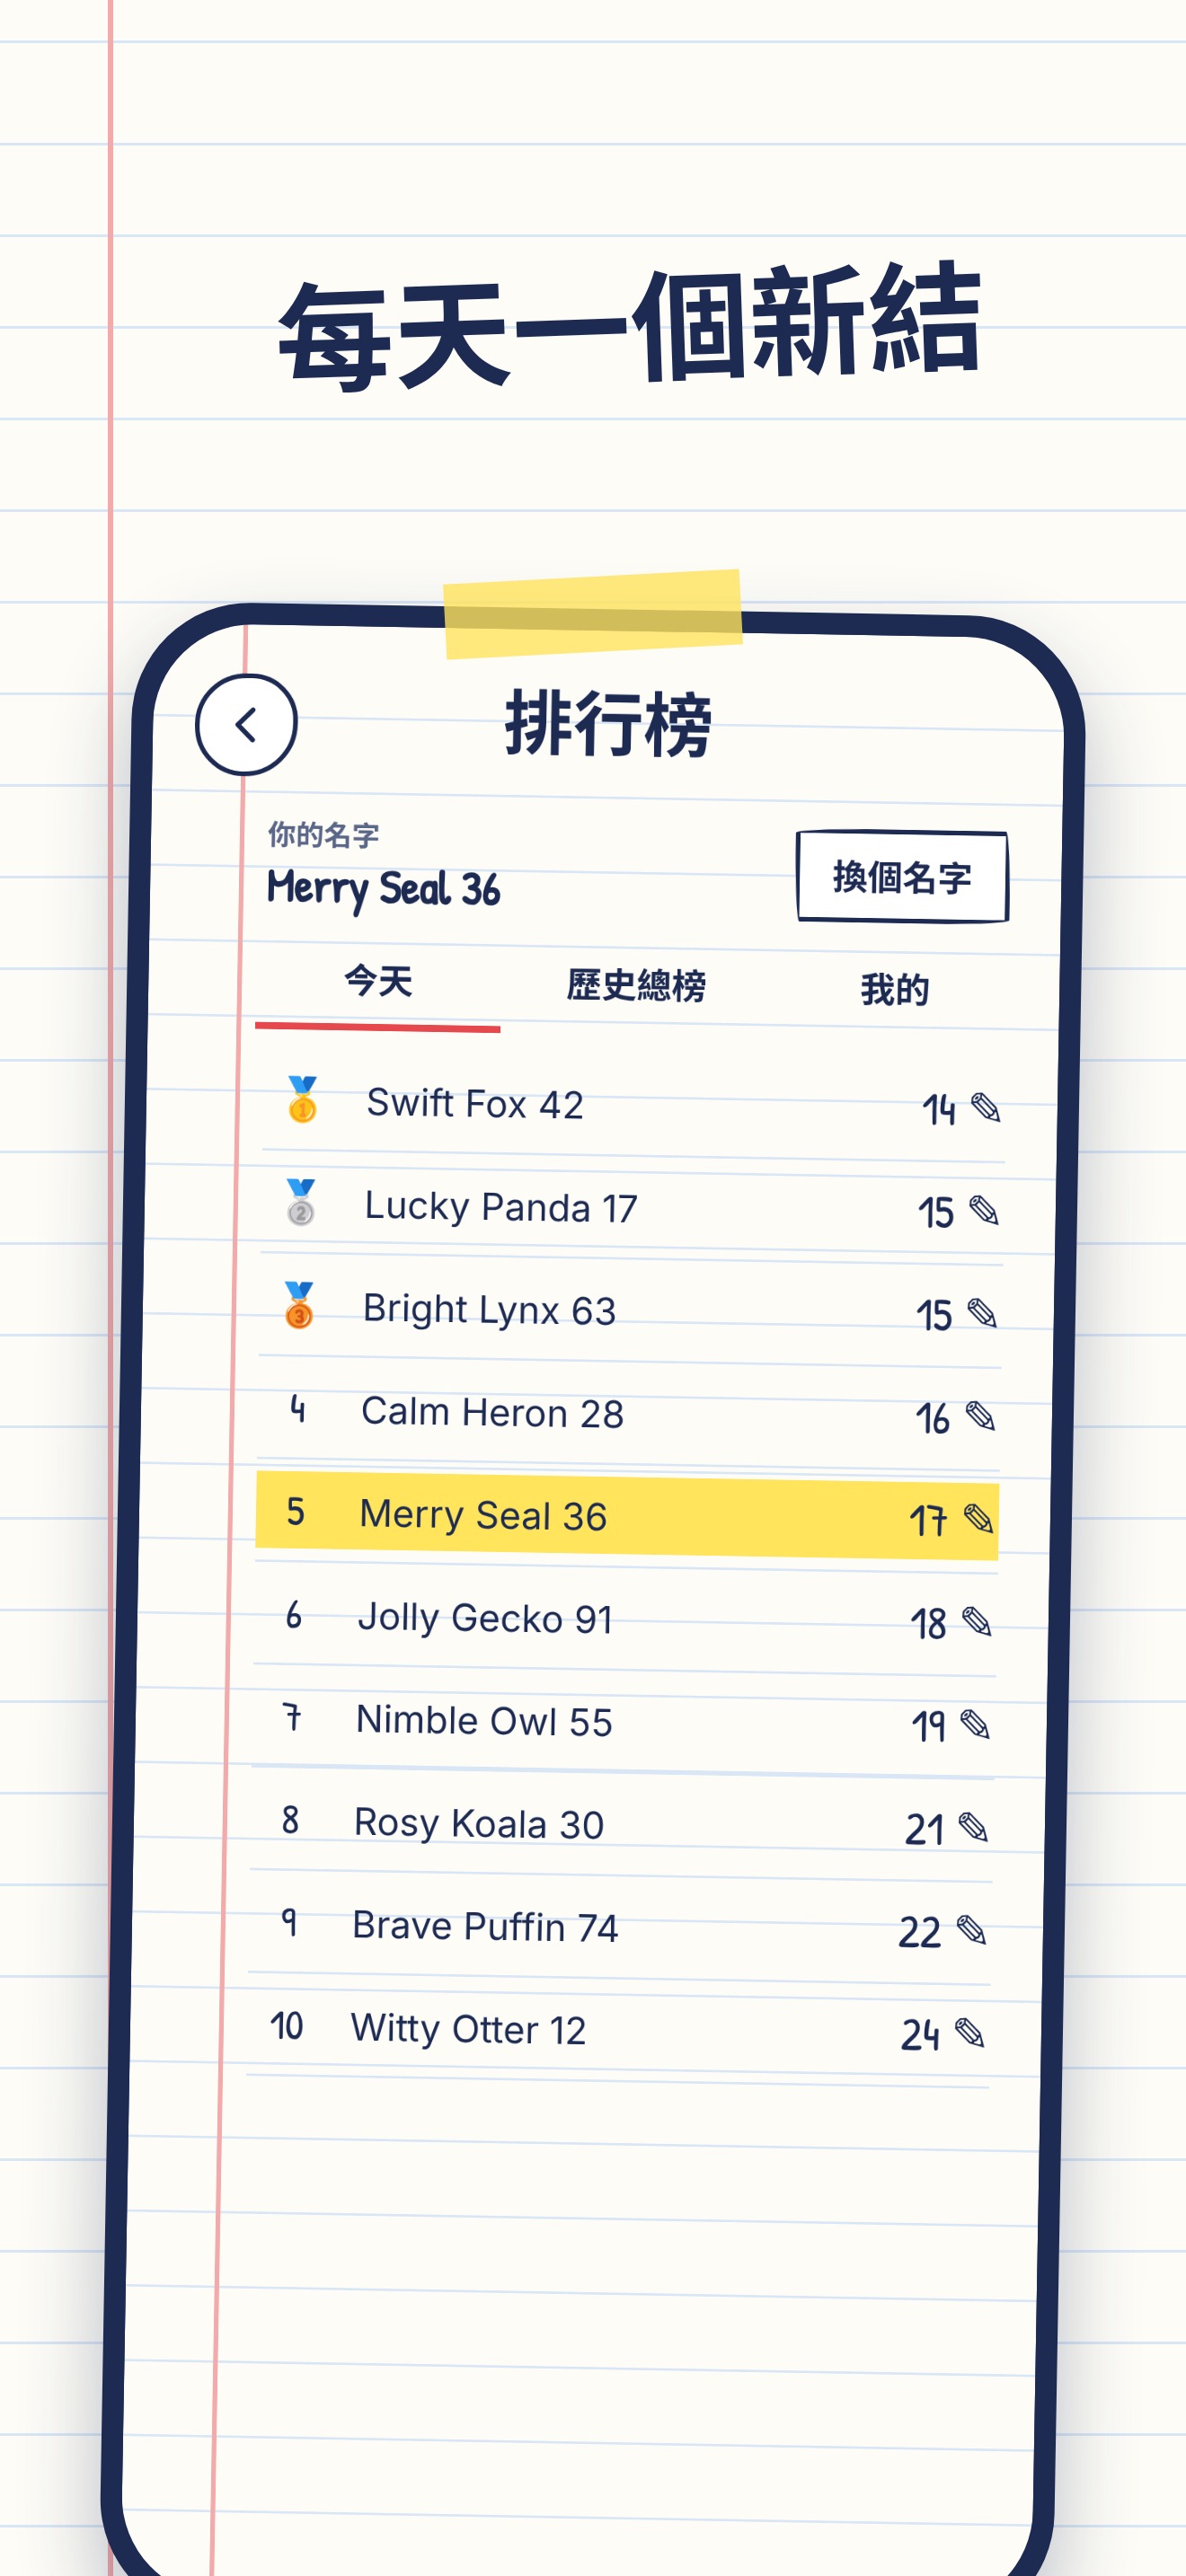 每天一個新結
排行榜
你的名字
Merry Seal 36
換個名字
今天 歷史總榜 我的
1 Swift Fox 42 14
2 Lucky Panda 17 15
3 Bright Lynx 63 15
4 Calm Heron 28 16
5 Merry Seal 36 17
6 Jolly Gecko 91 18
7 Nimble Owl 55 19
8 Rosy Koala 30 21
9 Brave Puffin 74 22
10 Witty Otter 12 24